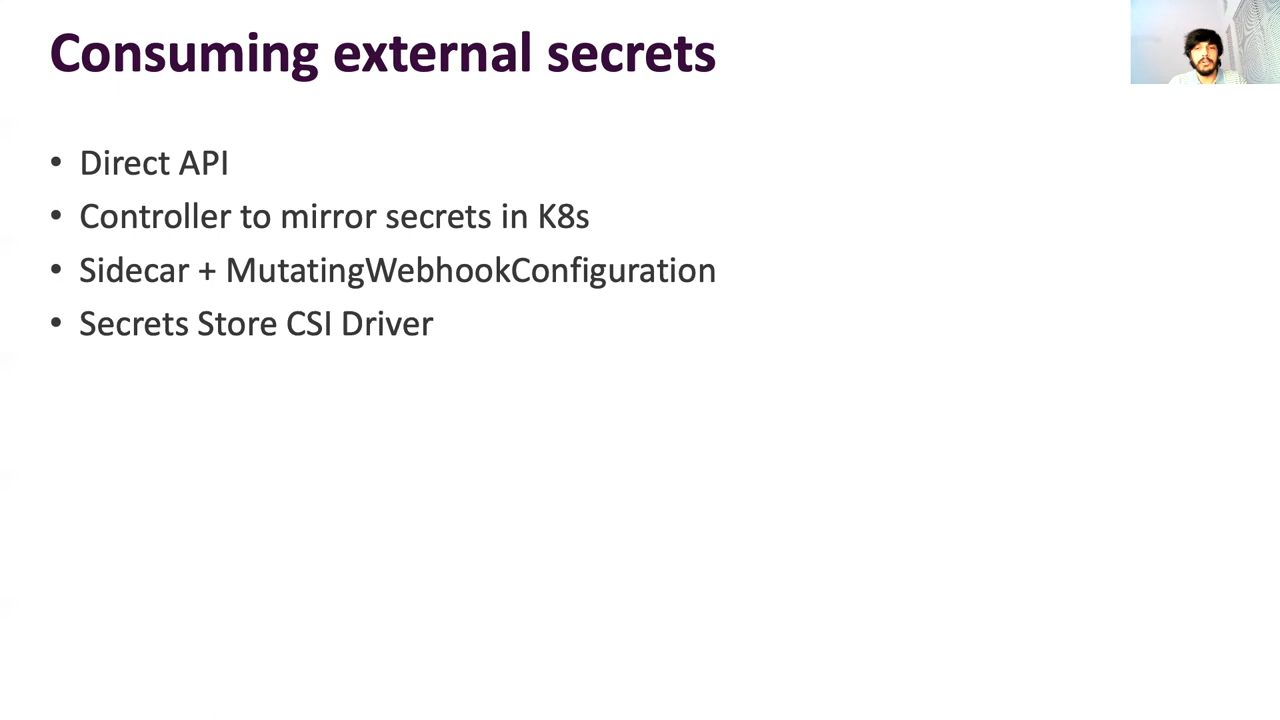 Consuming external secrets
• Direct API
• Controller to mirror secrets in K8s
• Sidecar + MutatingWebhookConfiguration
• Secrets Store CSI Driver